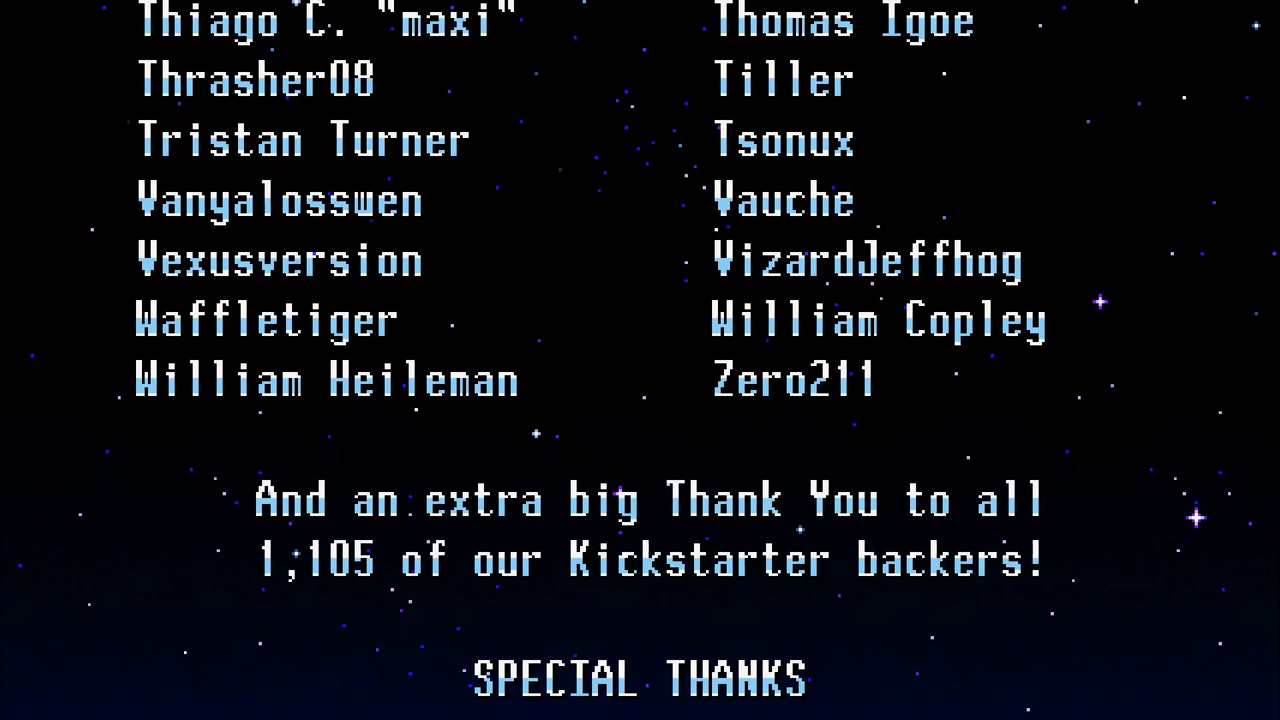 Thiago C. "maxi" Thomas Igoe
Thrasher08 Tiller
Tristan Turner Tsonux
Vanyalosswen Vauche
Vexusversion VizardJeffhog
Waffletiger William Copley
William Heileman Zero211
And an extra big Thank You to all
1,105 of our Kickstarter backers!
SPECIAL THANKS